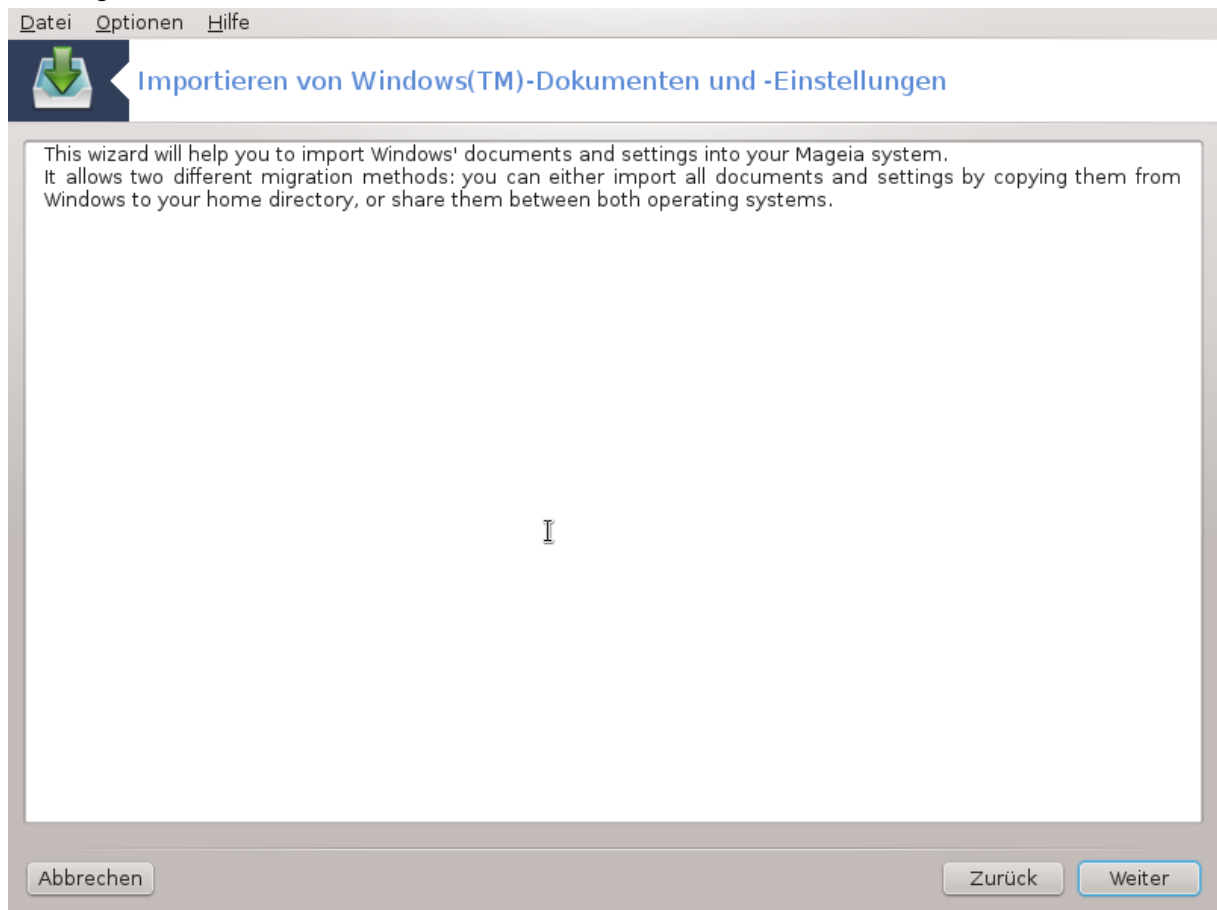 Datei Optionen Hilfe
Importieren von Windows(TM)-Dokumenten und -Einstellungen
This wizard will help you to import Windows' documents and settings into your Mageia system.
It allows two different migration methods: you can either import all documents and settings by copying them from
Windows to your home directory, or share them between both operating systems.
Abbrechen Zurück Weiter